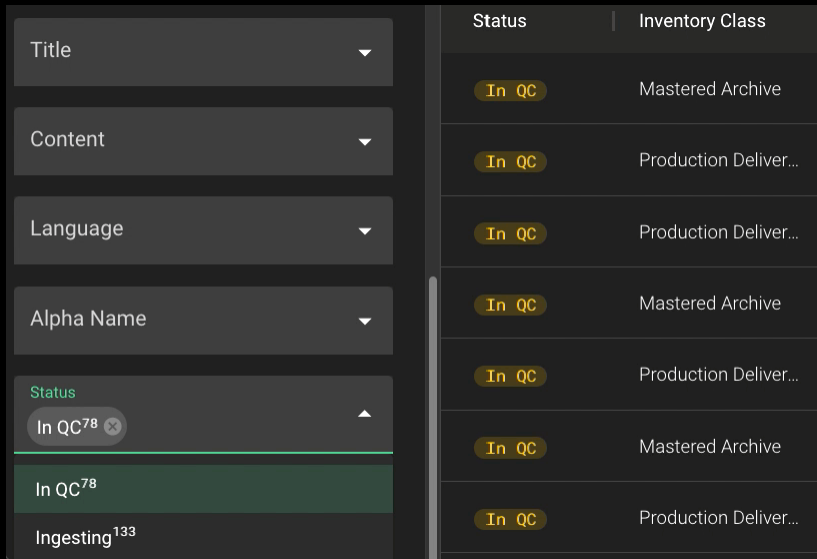 Title
Content
Language
Alpha Name
Status
In QC78
In QC78
Ingesting133
Status Inventory Class
In QC Mastered Archive
In QC Production Deliver...
In QC Production Deliver...
In QC Mastered Archive
In QC Production Deliver...
In QC Mastered Archive
In QC Production Deliver...